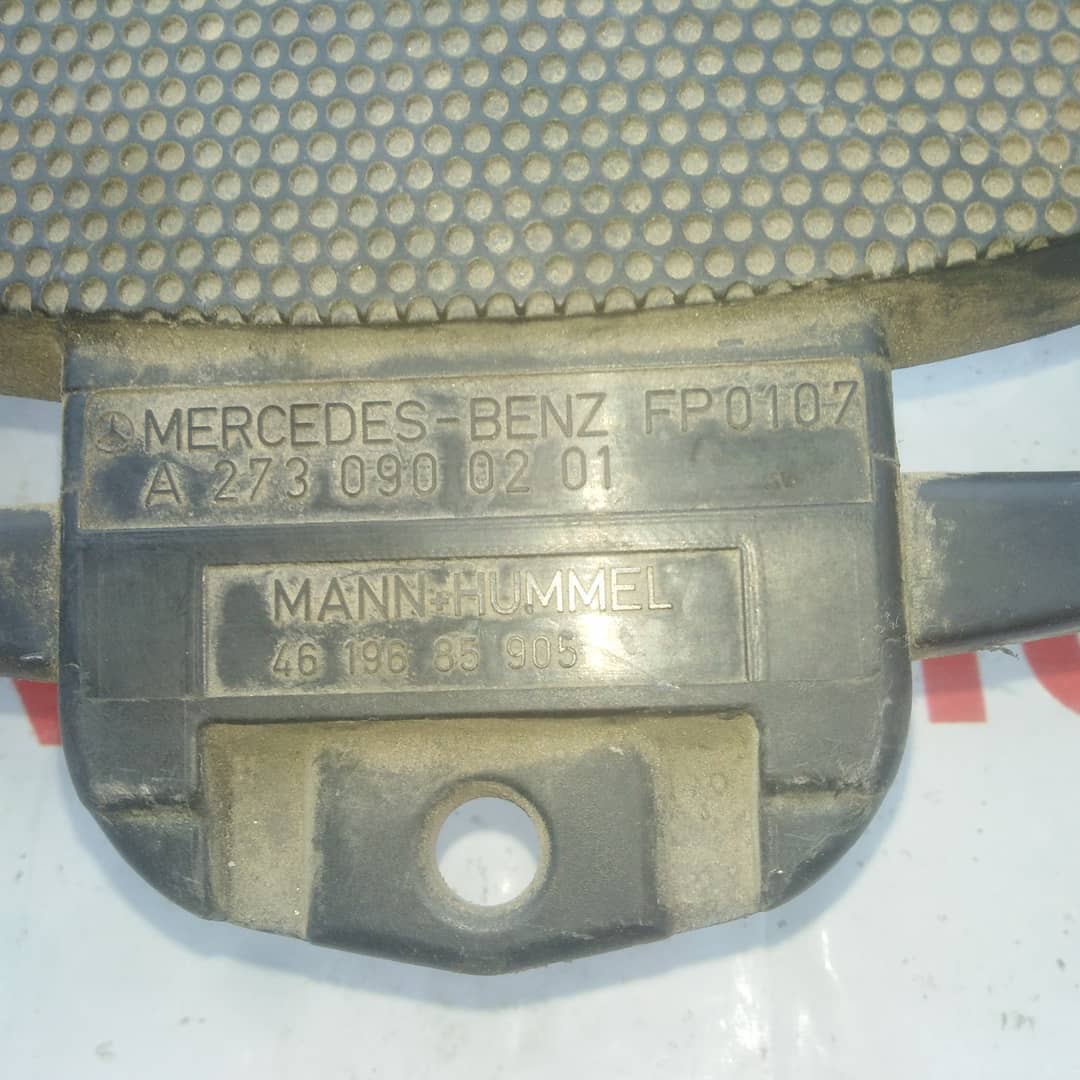 MERCEDES-BENZ FP0107
A 273 090 02 01
MANN+HUMMEL
46 196 85 905